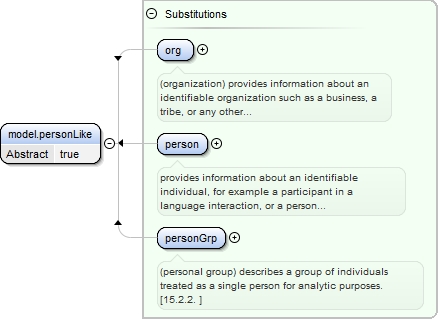 Substitutions
org
(organization) provides information about an
identifiable organization such as a business, a
tribe, or any other...
model.personLike
Abstract true
person
provides information about an identifiable
individual, for example a participant in a
language interaction, or a person...
personGrp
(personal group) describes a group of individuals
treated as a single person for analytic purposes.
[15.2.2. ]